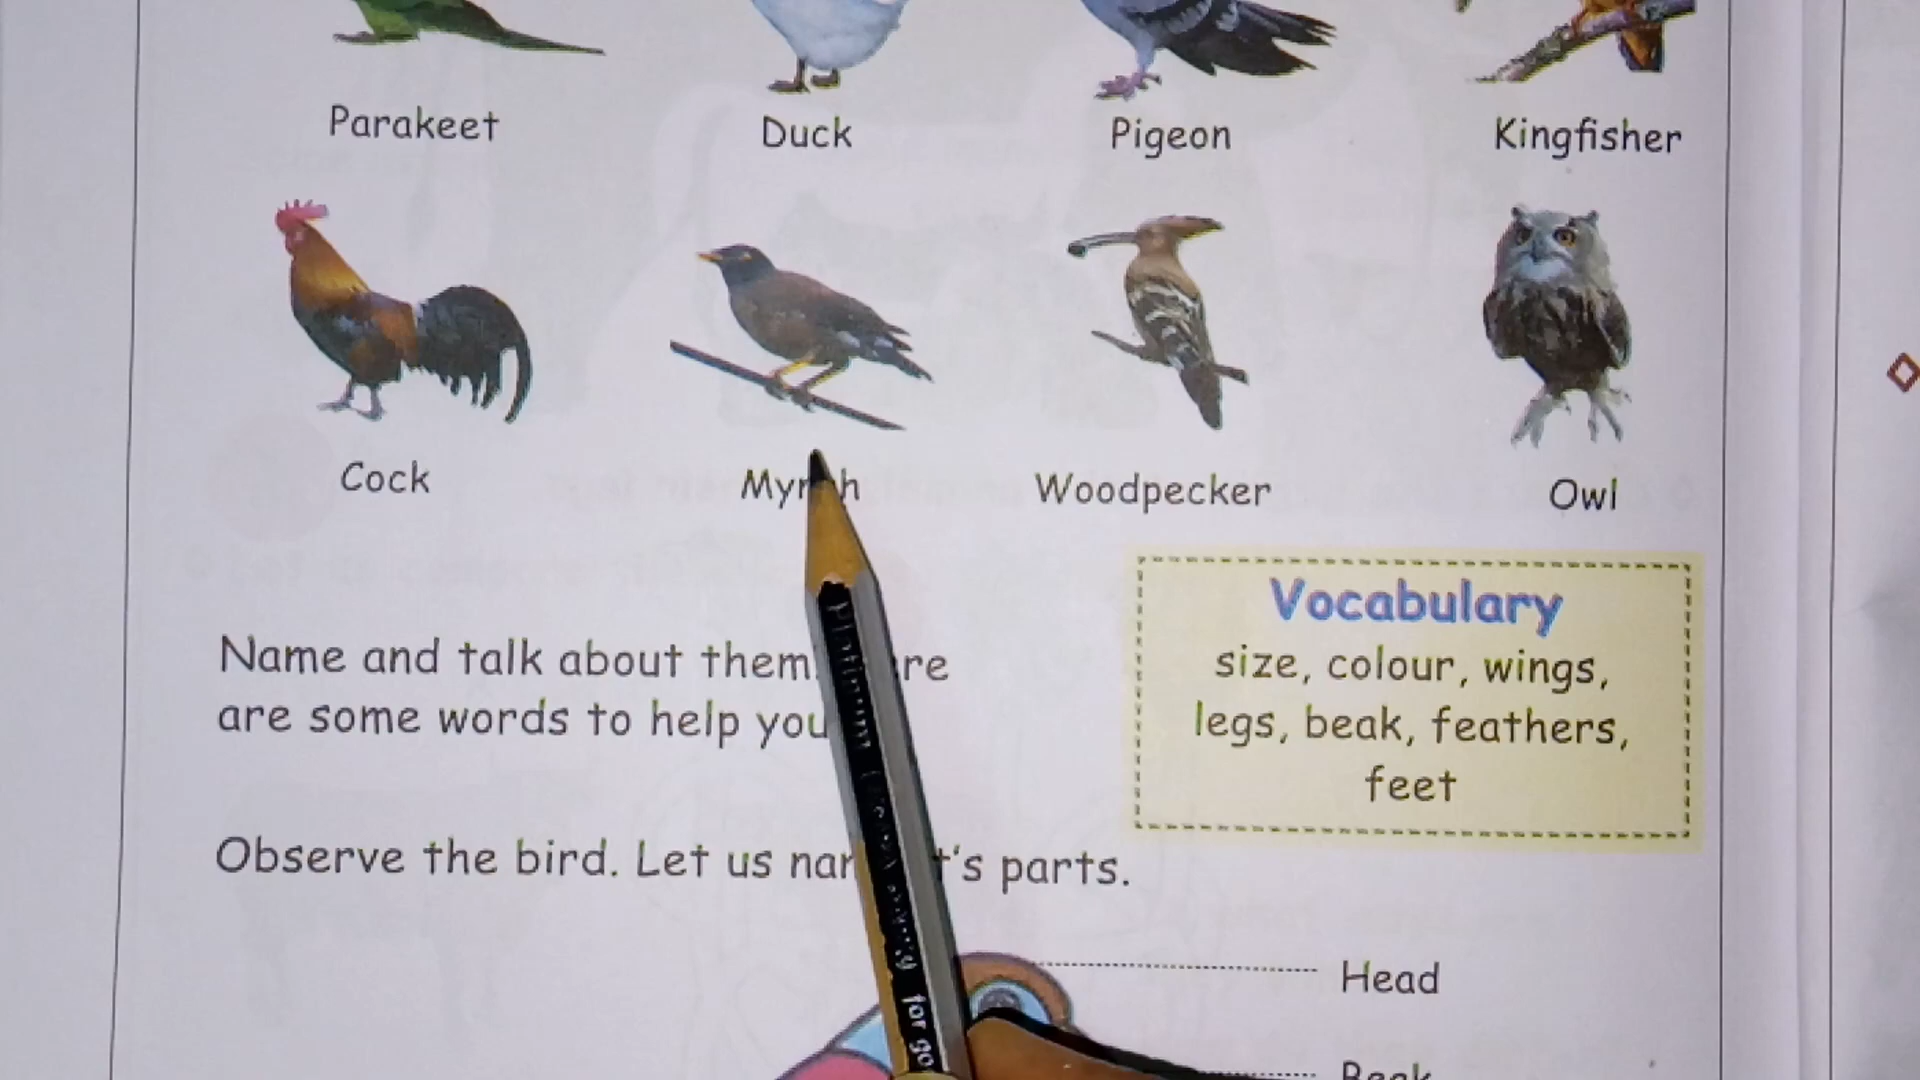 Parakeet Duck Pigeon Kingfisher
Cock Woodpecker Owl
Name and talk about them.
are some words to help you
Vocabulary
size, colour, wings,
legs, beak, feathers,
feet
Observe the bird. Let us parts.
Head